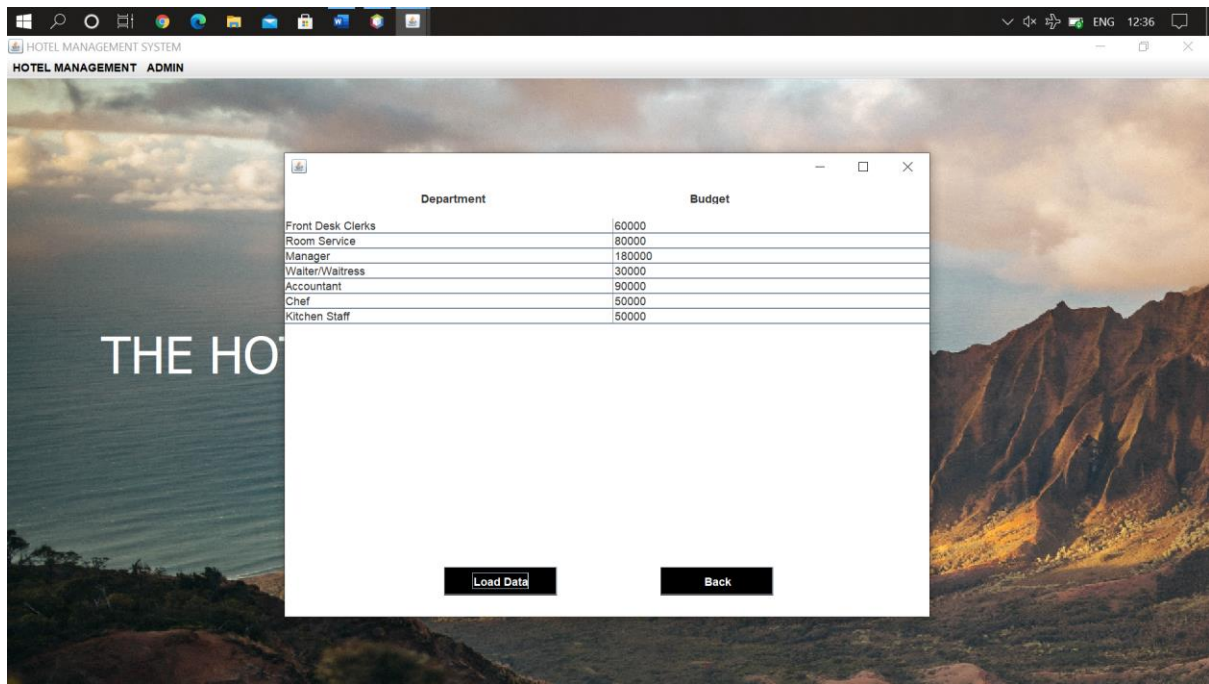 ENG 12:36
HOTEL MANAGEMENT SYSTEM
HOTEL MANAGEMENT ADMIN
Department Budget
Front Desk Clerks 60000
Room Service 80000
Manager 180000
Waiter/Waitress 30000
Accountant 90000
Chef 50000
Kitchen Staff 50000
THE HO
Load Data Back